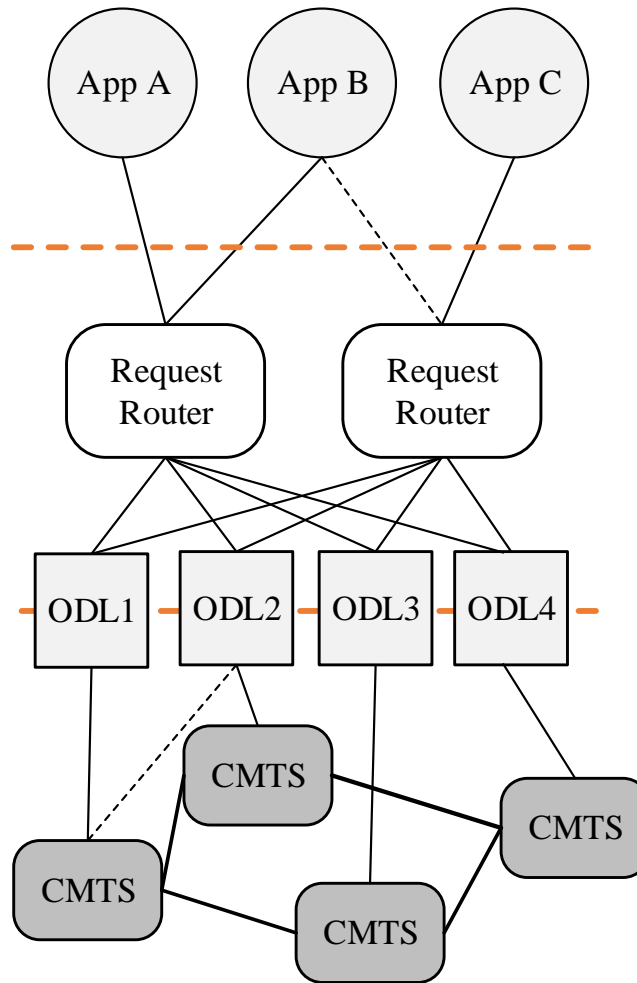 App A
App B
App C
Request
Router
Request
Router
ODL1
ODL2
ODL3
ODL4
CMTS
CMTS
CMTS
CMTS